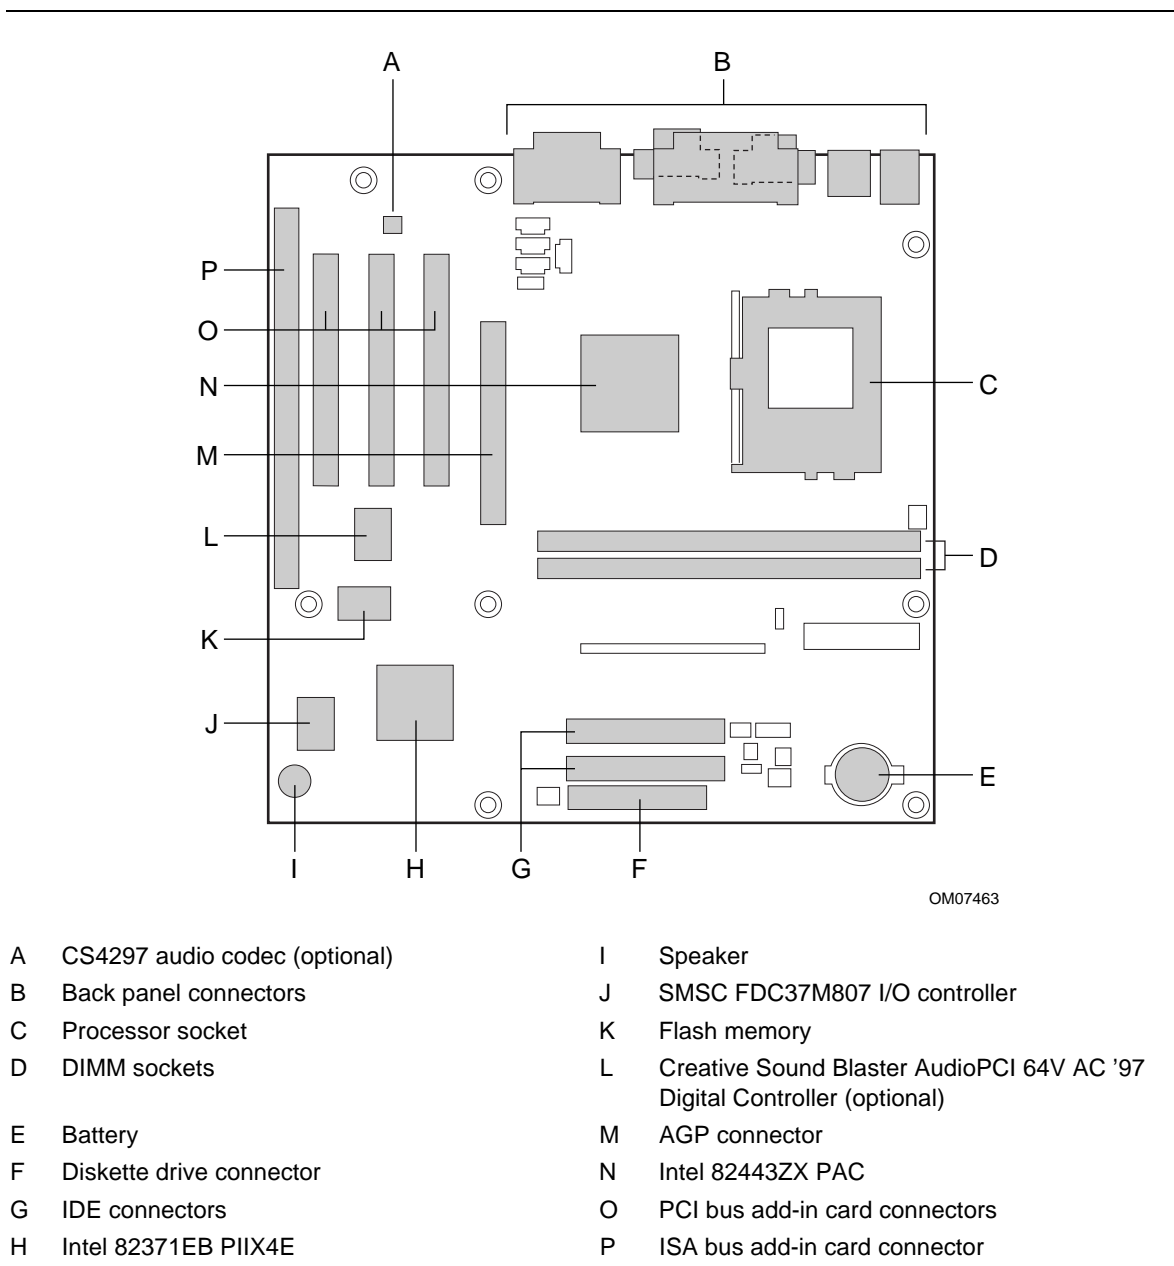 A
B
P
O
N
C
M
L
D
K
J
E
I
H
G
F
OM07463
A CS4297 audio codec (optional)
B Back panel connectors
C Processor socket
D DIMM sockets
E Battery
F Diskette drive connector
G IDE connectors
H Intel 82371EB PIIX4E
I Speaker
J SMSC FDC37M807 I/O controller
K Flash memory
L Creative Sound Blaster AudioPCI 64V AC ’97
Digital Controller (optional)
M AGP connector
N Intel 82443ZX PAC
O PCI bus add-in card connectors
P ISA bus add-in card connector